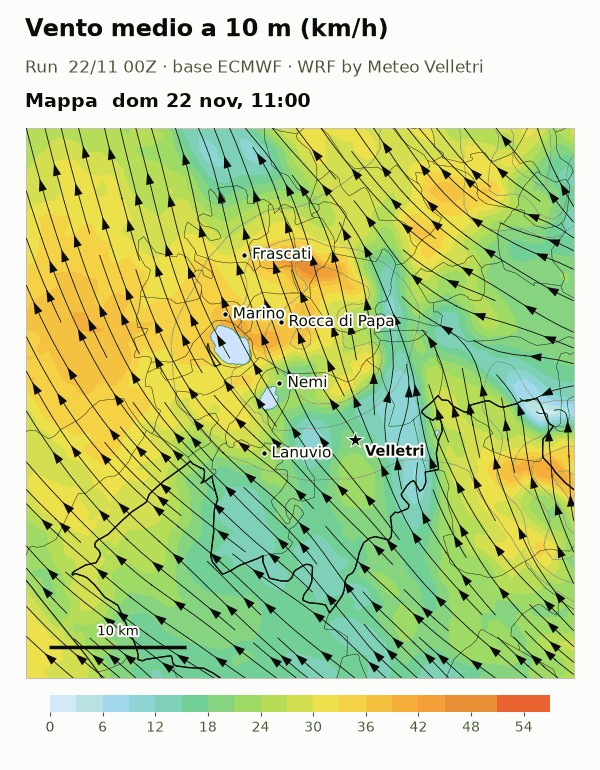 Vento medio a 10 m (km/h)
Run 22/11 00Z · base ECMWF · WRF by Meteo Velletri
Mappa dom 22 nov, 11:00
Frascati
Marino
Rocca di Papa
Nemi
Velletri
Lanuvio
10 km
0 6 12 18 24 30 36 42 48 54